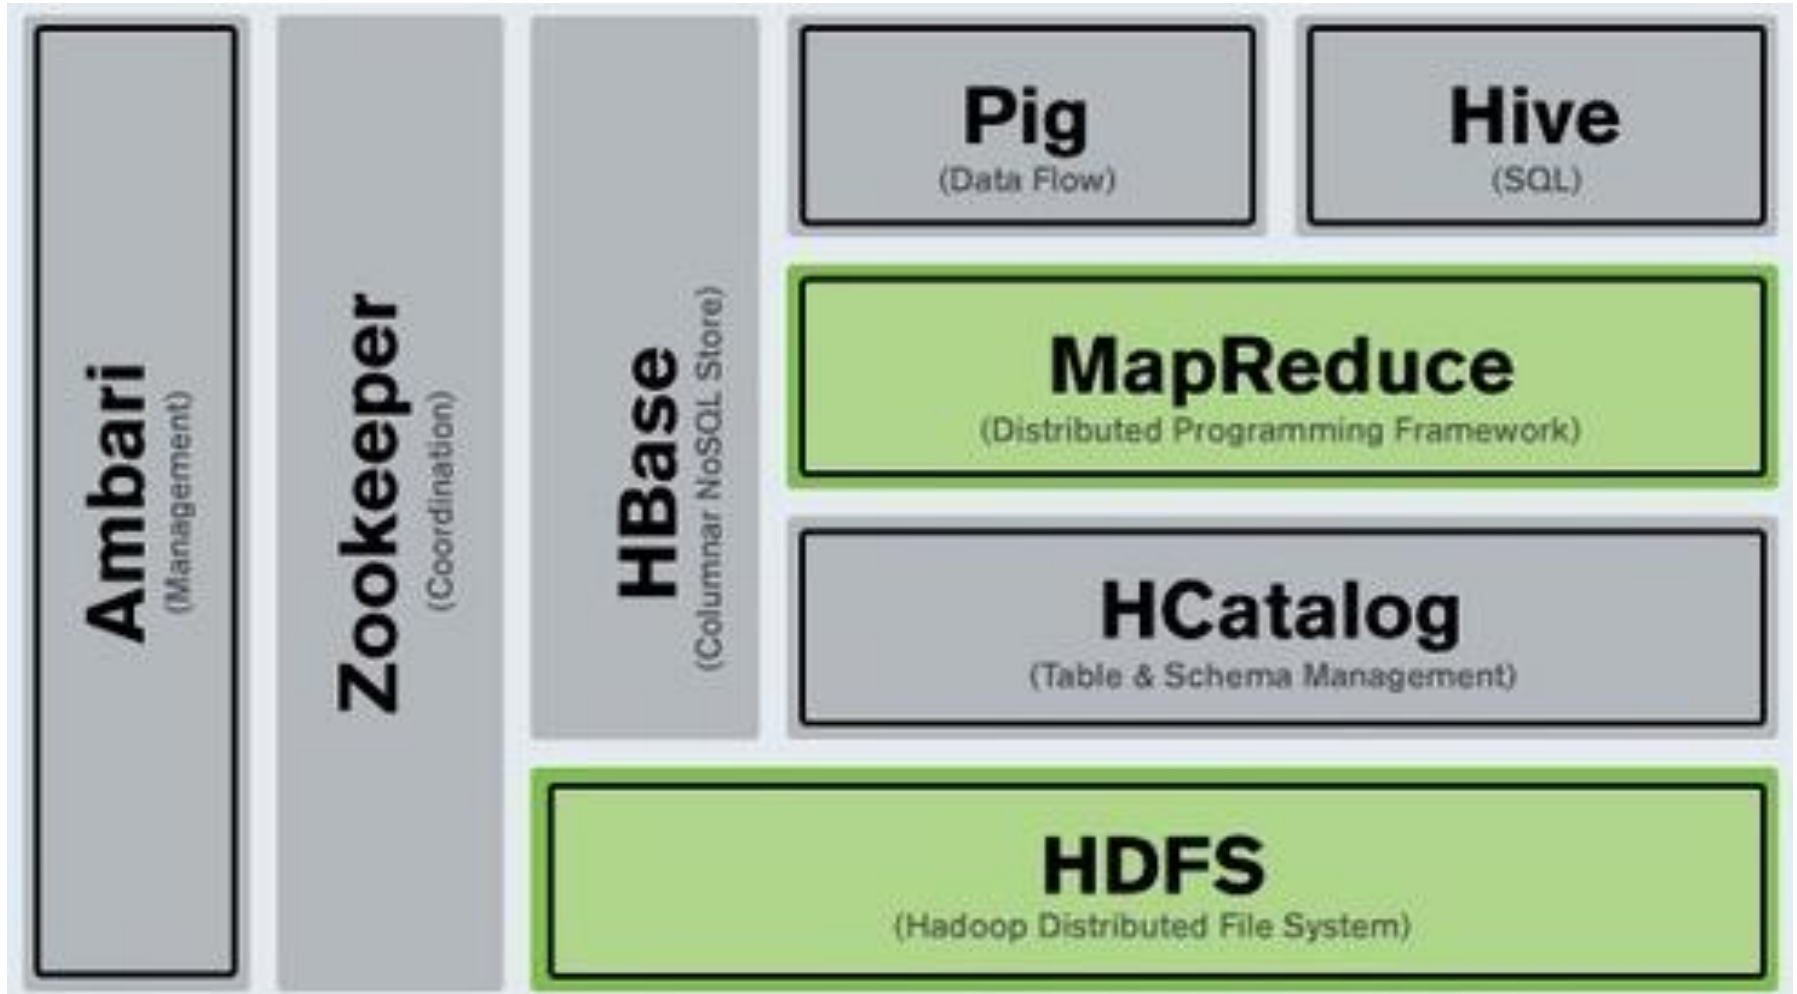 Ambari
(Management)
Zookeeper
(Coordination)
HBase
(Columnar NoSQL Store)
Pig
(Data Flow)
Hive
(SQL)
MapReduce
(Distributed Programming Framework)
HCatalog
(Table & Schema Management)
HDFS
(Hadoop Distributed File System)